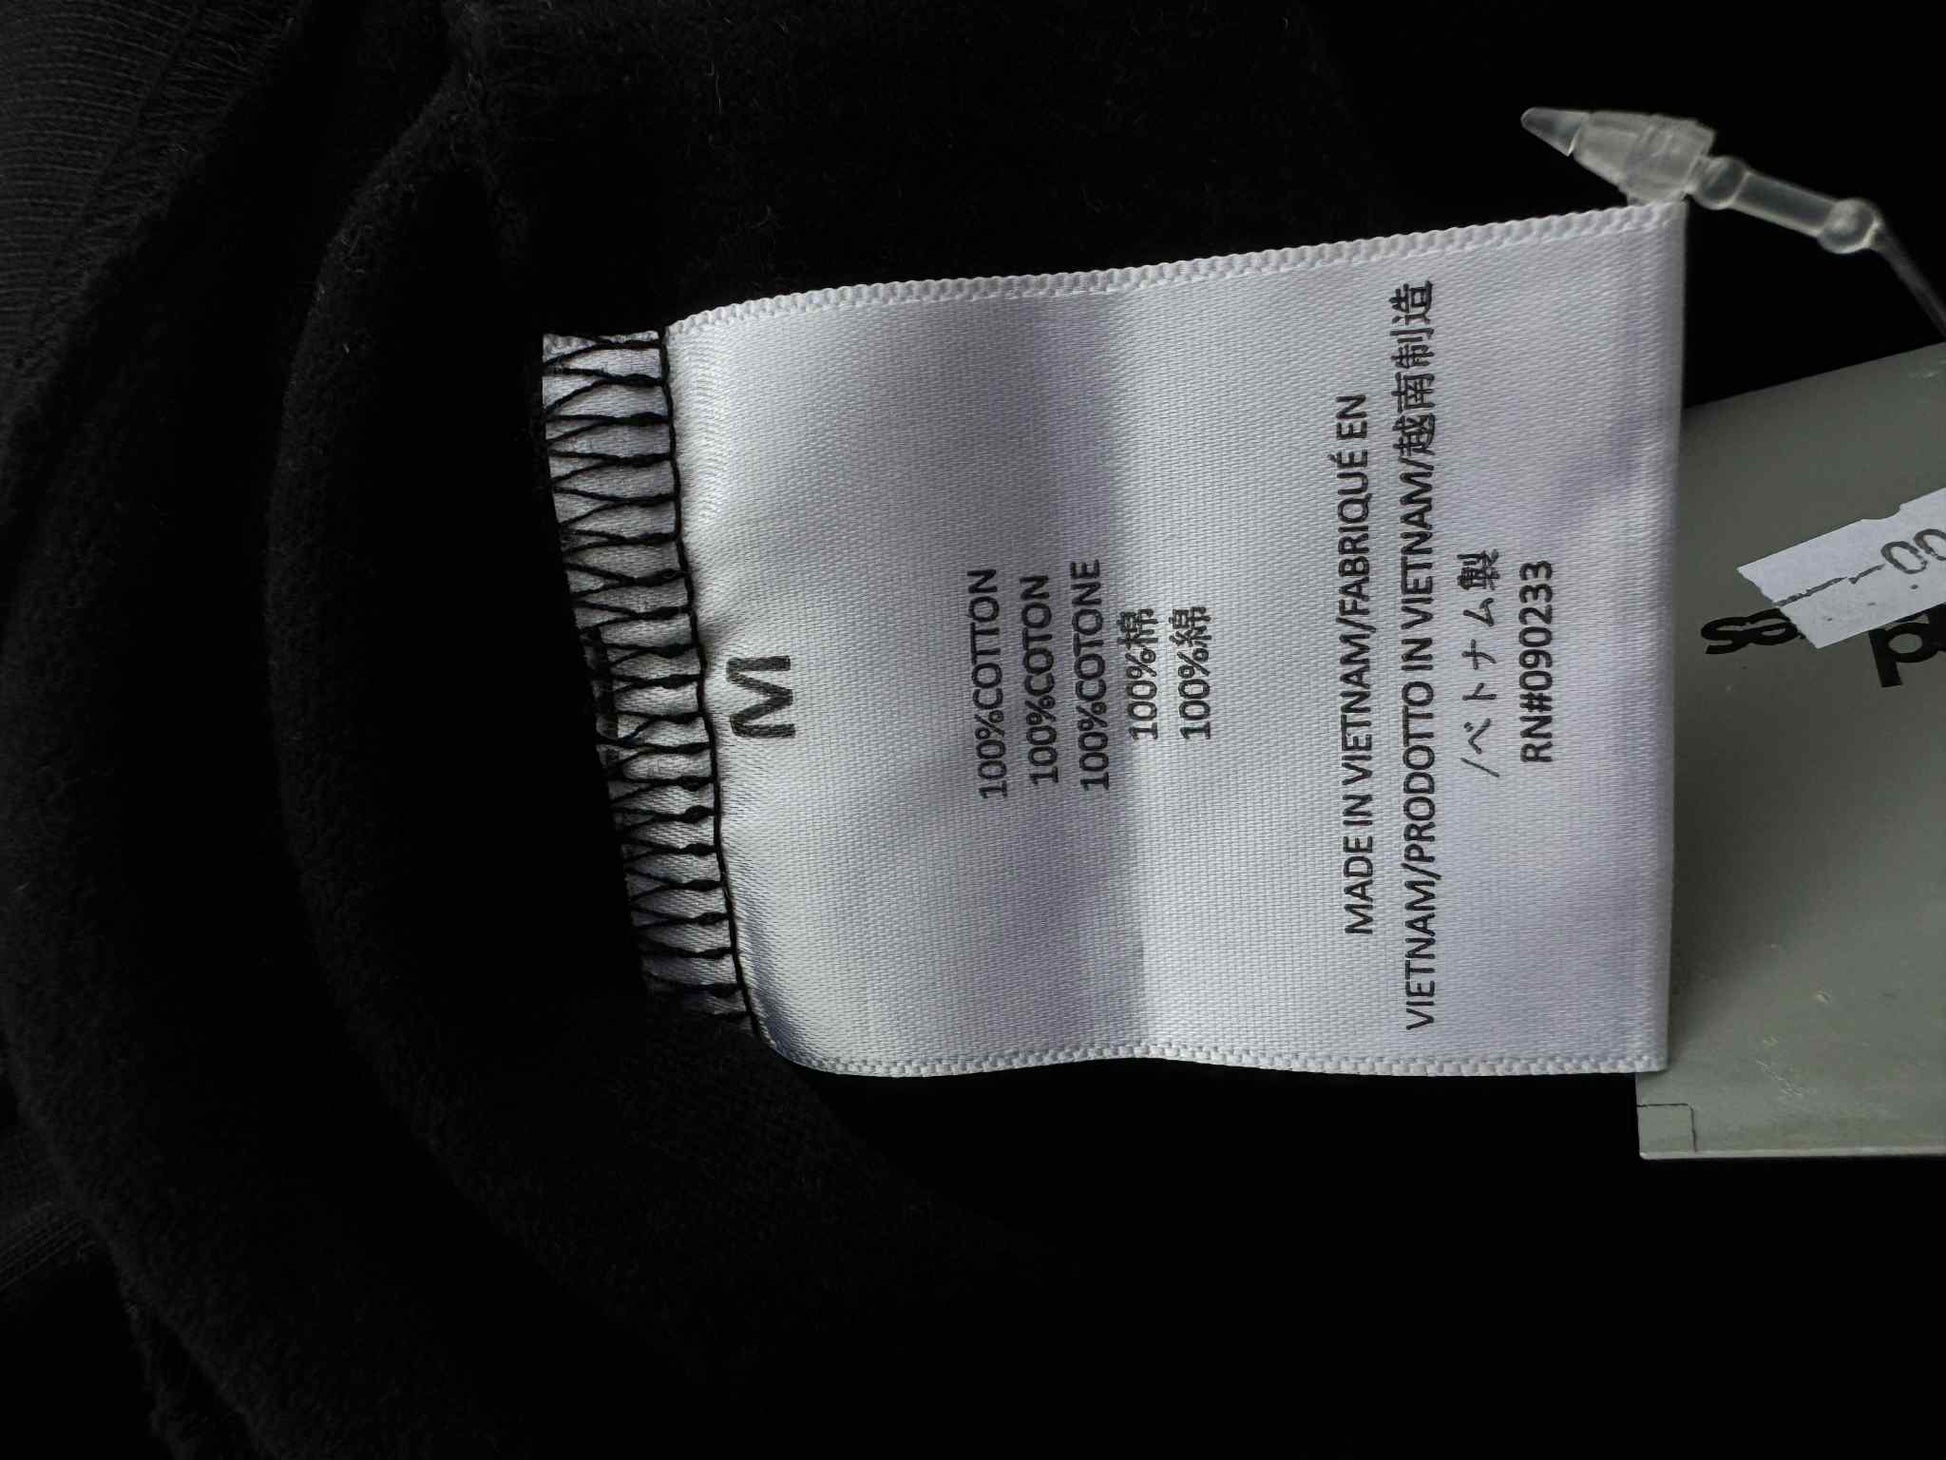 M
100%COTTON
100%COTON
100%COTONE
100%棉
100%綿
MADE IN VIETNAM/FABRIQUÉ EN
VIETNAM/PRODOTTO IN VIETNAM/越南制造
/ベトナム製
RN#090233
.00